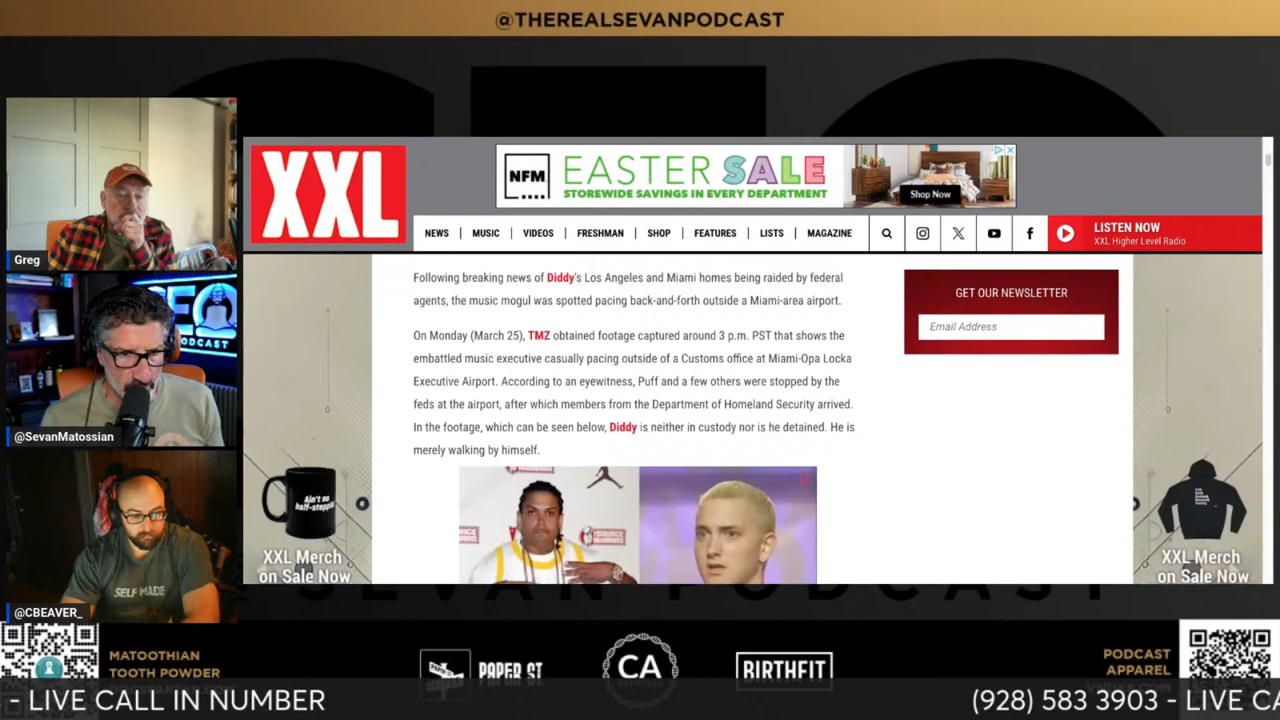 @THEREALSEVANPODCAST
Greg
@SevanMatossian
@CBEAVER_
SELF MADE
XXL
NFM
EASTER SALE
STOREWIDE SAVINGS IN EVERY DEPARTMENT
Shop Now
NEWS | MUSIC | VIDEOS | FRESHMAN | SHOP | FEATURES | LISTS | MAGAZINE
LISTEN NOW
XXL Higher Level Radio
Following breaking news of Diddy's Los Angeles and Miami homes being raided by federal
agents, the music mogul was spotted pacing back-and-forth outside a Miami-area airport.
On Monday (March 25), TMZ obtained footage captured around 3 p.m. PST that shows the
embattled music executive casually pacing outside of a Customs office at Miami-Opa Locka
Executive Airport. According to an eyewitness, Puff and a few others were stopped by the
feds at the airport, after which members from the Department of Homeland Security arrived.
In the footage, which can be seen below, Diddy is neither in custody nor is he detained. He is
merely walking by himself.
GET OUR NEWSLETTER
Email Address
Ain't no
XXL Merch
on Sale Now
XXL Merch
on Sale Now
SEVAN PODCAST
MATOOTHIAN
TOOTH POWDER
PAPER ST
CA
BIRTHFIT
PODCAST
APPAREL
- LIVE CALL IN NUMBER
(928) 583 3903 - LIVE CA